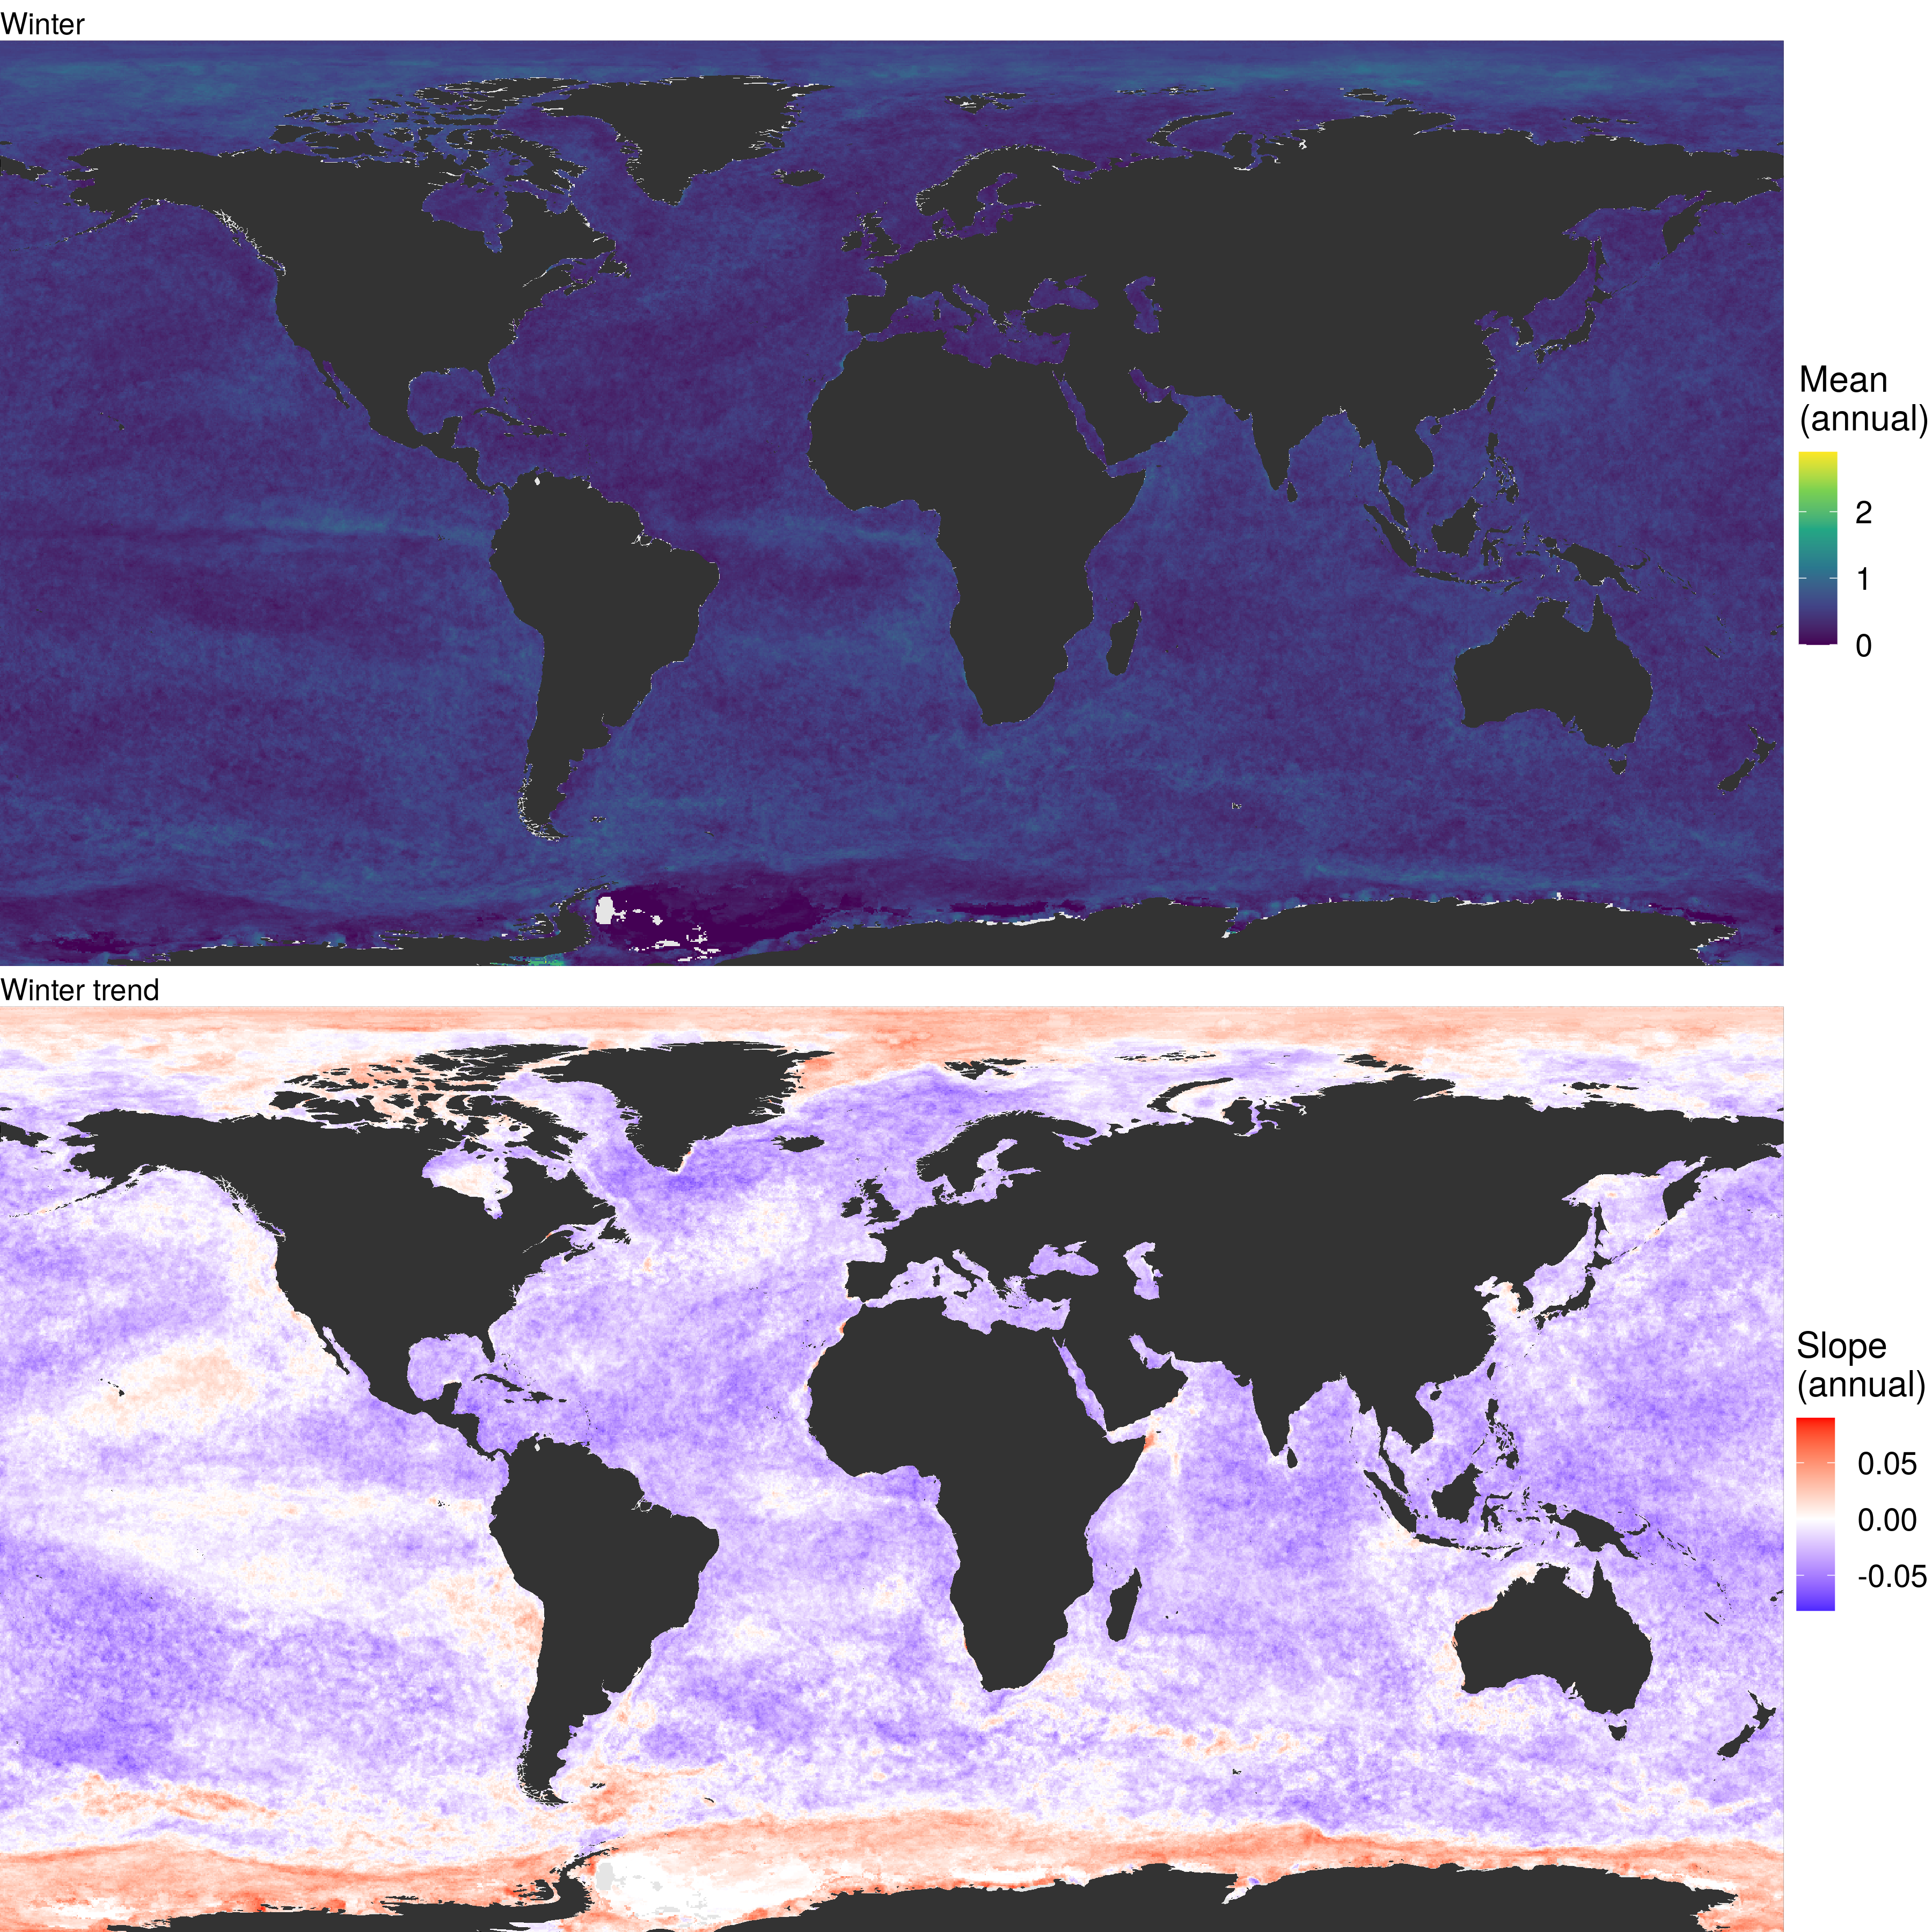 Winter
Mean
(annual)
2
1
0
Winter trend
Slope
(annual)
0.05
0.00
-0.05